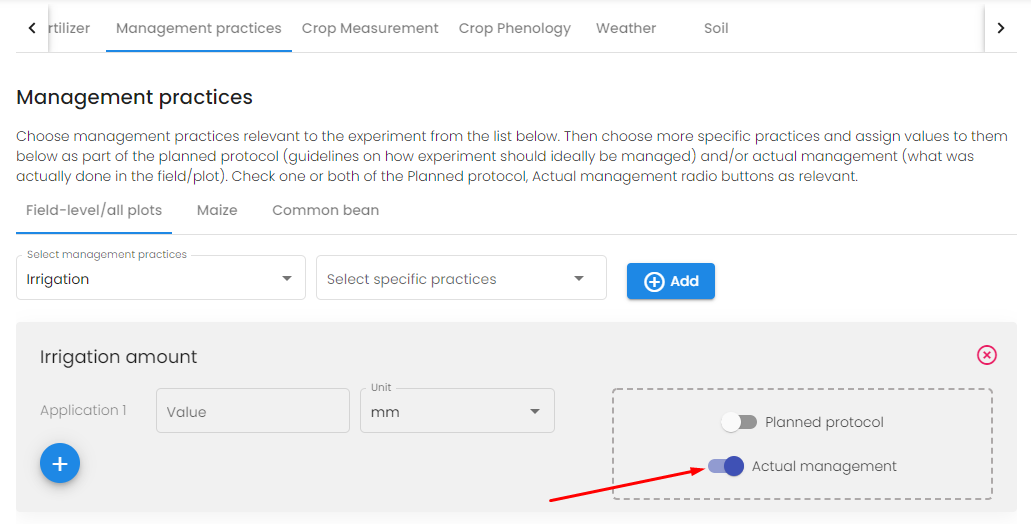 rtilizer Management practices Crop Measurement Crop Phenology Weather Soil
Management practices
Choose management practices relevant to the experiment from the list below. Then choose more specific practices and assign values to them
below as part of the planned protocol (guidelines on how experiment should ideally be managed) and/or actual management (what was
actually done in the field/plot). Check one or both of the Planned protocol, Actual management radio buttons as relevant.
Field-level/all plots Maize Common bean
Select management practices
Irrigation Select specific practices Add
Irrigation amount
Unit
Application 1 Value mm
Planned protocol
Actual management